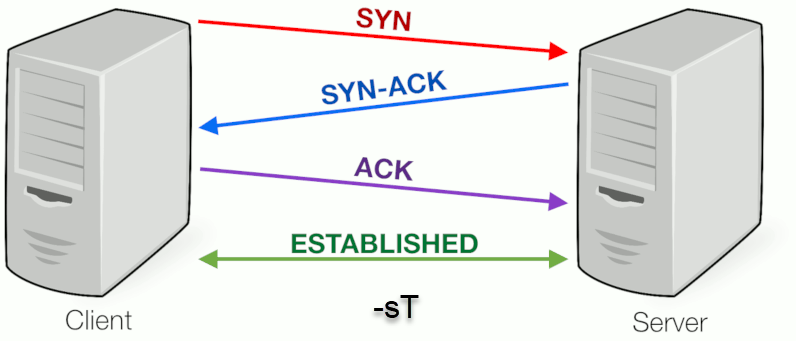 SYN
SYN-ACK
ACK
ESTABLISHED
-sT
Client
Server